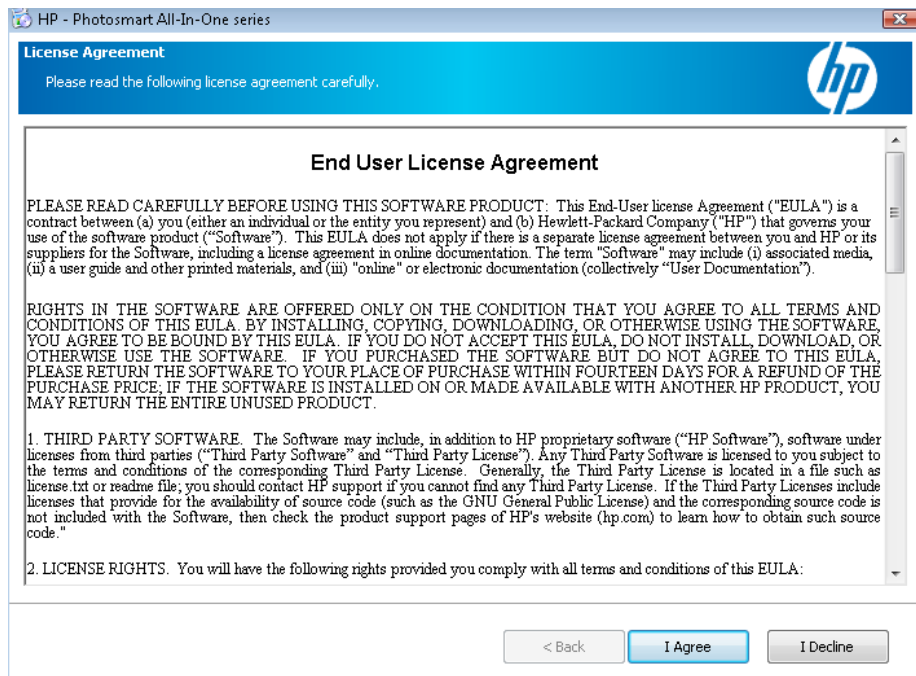 HP - Photosmart All-In-One series
License Agreement
Please read the following license agreement carefully.
hp
End User License Agreement
PLEASE READ CAREFULLY BEFORE USING THIS SOFTWARE PRODUCT: This End-User license Agreement ("EULA") is a
contract between (a) you (either an individual or the entity you represent) and (b) Hewlett-Packard Company ("HP") that governs your
use of the software product (“Software”). This EULA does not apply if there is a separate license agreement between you and HP or its
suppliers for the Software, including a license agreement in online documentation. The term "Software" may include (i) associated media,
(ii) a user guide and other printed materials, and (iii) "online" or electronic documentation (collectively “User Documentation”).
RIGHTS IN THE SOFTWARE ARE OFFERED ONLY ON THE CONDITION THAT YOU AGREE TO ALL TERMS AND
CONDITIONS OF THIS EULA. BY INSTALLING, COPYING, DOWNLOADING, OR OTHERWISE USING THE SOFTWARE,
YOU AGREE TO BE BOUND BY THIS EULA. IF YOU DO NOT ACCEPT THIS EULA, DO NOT INSTALL, DOWNLOAD, OR
OTHERWISE USE THE SOFTWARE. IF YOU PURCHASED THE SOFTWARE BUT DO NOT AGREE TO THIS EULA,
PLEASE RETURN THE SOFTWARE TO YOUR PLACE OF PURCHASE WITHIN FOURTEEN DAYS FOR A REFUND OF THE
PURCHASE PRICE; IF THE SOFTWARE IS INSTALLED ON OR MADE AVAILABLE WITH ANOTHER HP PRODUCT, YOU
MAY RETURN THE ENTIRE UNUSED PRODUCT.
1. THIRD PARTY SOFTWARE. The Software may include, in addition to HP proprietary software (“HP Software”), software under
licenses from third parties (“Third Party Software” and “Third Party License”). Any Third Party Software is licensed to you subject to
the terms and conditions of the corresponding Third Party License. Generally, the Third Party License is located in a file such as
license.txt or readme file; you should contact HP support if you cannot find any Third Party License. If the Third Party Licenses include
licenses that provide for the availability of source code (such as the GNU General Public License) and the corresponding source code is
not included with the Software, then check the product support pages of HP's website (hp.com) to learn how to obtain such source
code."
2. LICENSE RIGHTS. You will have the following rights provided you comply with all terms and conditions of this EULA:
< Back
I Agree
I Decline